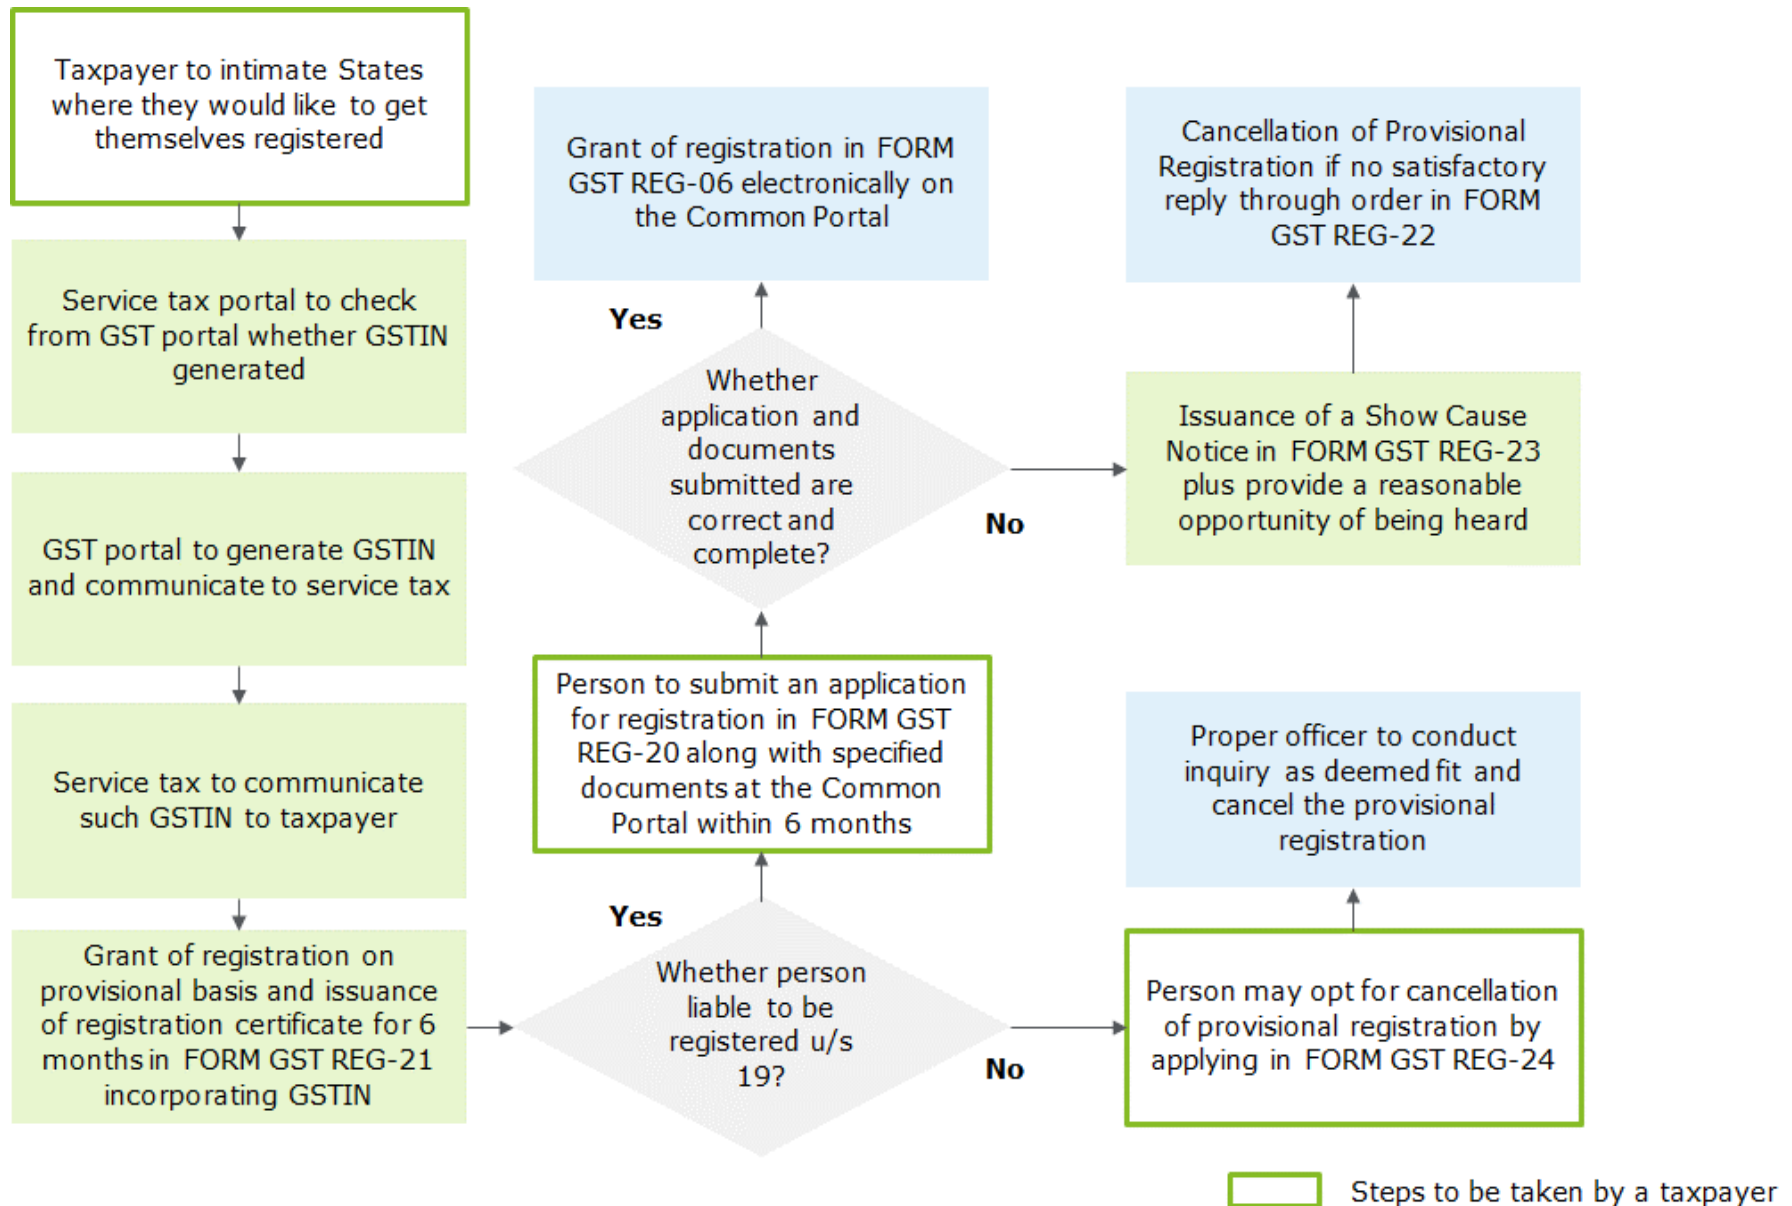 Taxpayer to intimate States
where they would like to get
themselves registered
Service tax portal to check
from GST portal whether GSTIN
generated
GST portal to generate GSTIN
and communicate to service tax
Service tax to communicate
such GSTIN to taxpayer
Grant of registration on
provisional basis and issuance
of registration certificate for 6
months in FORM GST REG-21
incorporating GSTIN
Grant of registration in FORM
GST REG-06 electronically on
the Common Portal
Yes
Whether
application and
documents
submitted are
correct and
complete?
No
Person to submit an application
for registration in FORM GST
REG-20 along with specified
documents at the Common
Portal within 6 months
Yes
Whether person
liable to be
registered u/s
19?
No
Cancellation of Provisional
Registration if no satisfactory
reply through order in FORM
GST REG-22
Issuance of a Show Cause
Notice in FORM GST REG-23
plus provide a reasonable
opportunity of being heard
Proper officer to conduct
inquiry as deemed fit and
cancel the provisional
registration
Person may opt for cancellation
of provisional registration by
applying in FORM GST REG-24
Steps to be taken by a taxpayer